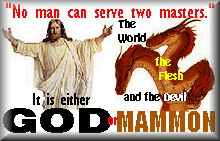 "No man can serve two masters.
The World
the Flesh
It is either and the Devil
GOD or MAMMON